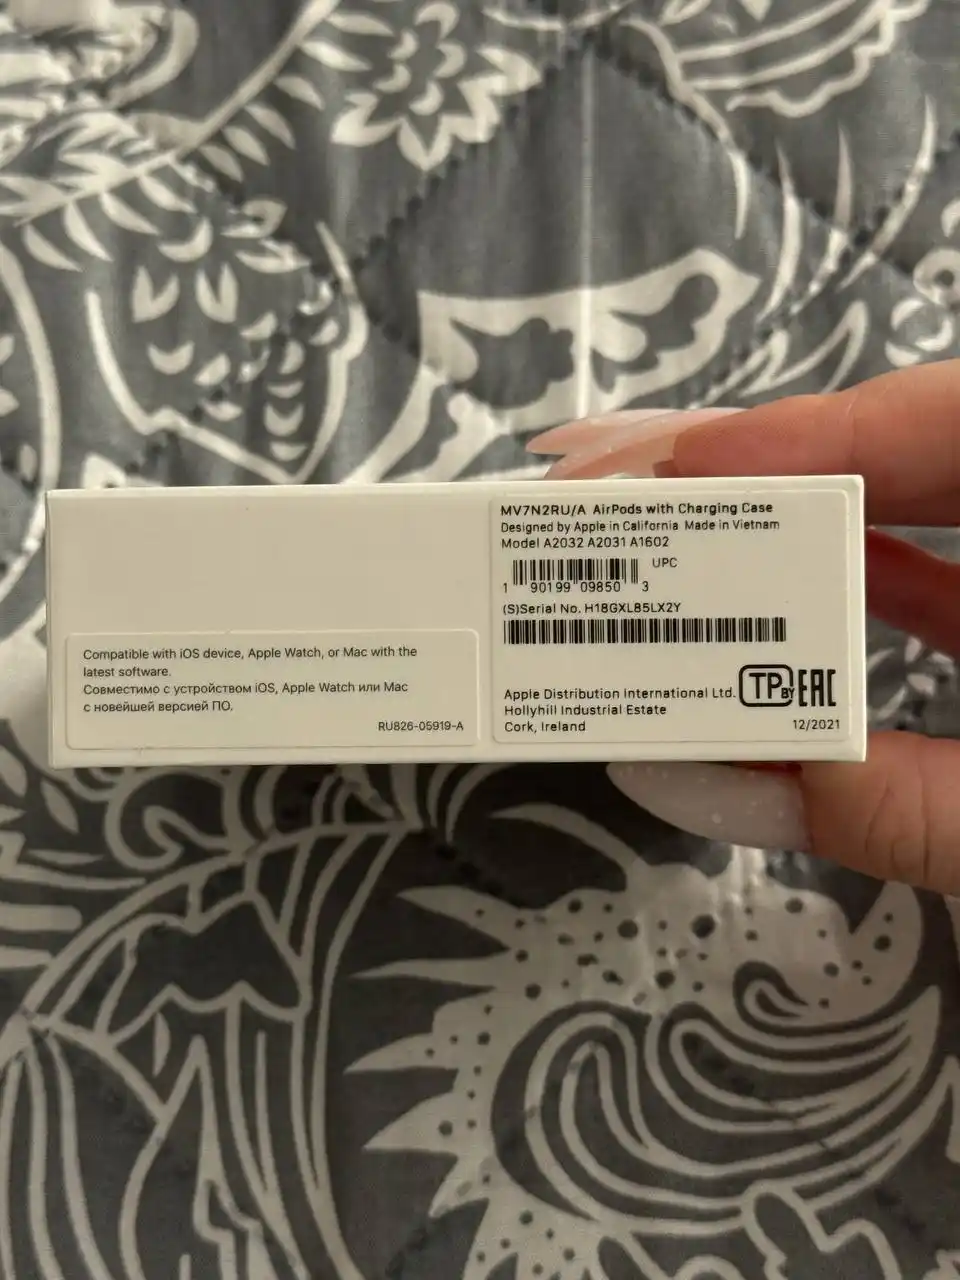 Compatible with iOS device, Apple Watch, or Mac with the
latest software.
Совместимо с устройством iOS, Apple Watch или Mac
с новейшей версией ПО.
RU826-05919-A
MV7N2RU/A AirPods with Charging Case
Designed by Apple in California Made in Vietnam
Model A2032 A2031 A1602
UPC
1 90199 09850 3
(S)Serial No. H18GXL85LX2Y
Apple Distribution International Ltd.
Hollyhill Industrial Estate
Cork, Ireland
TP BY EAC
12/2021